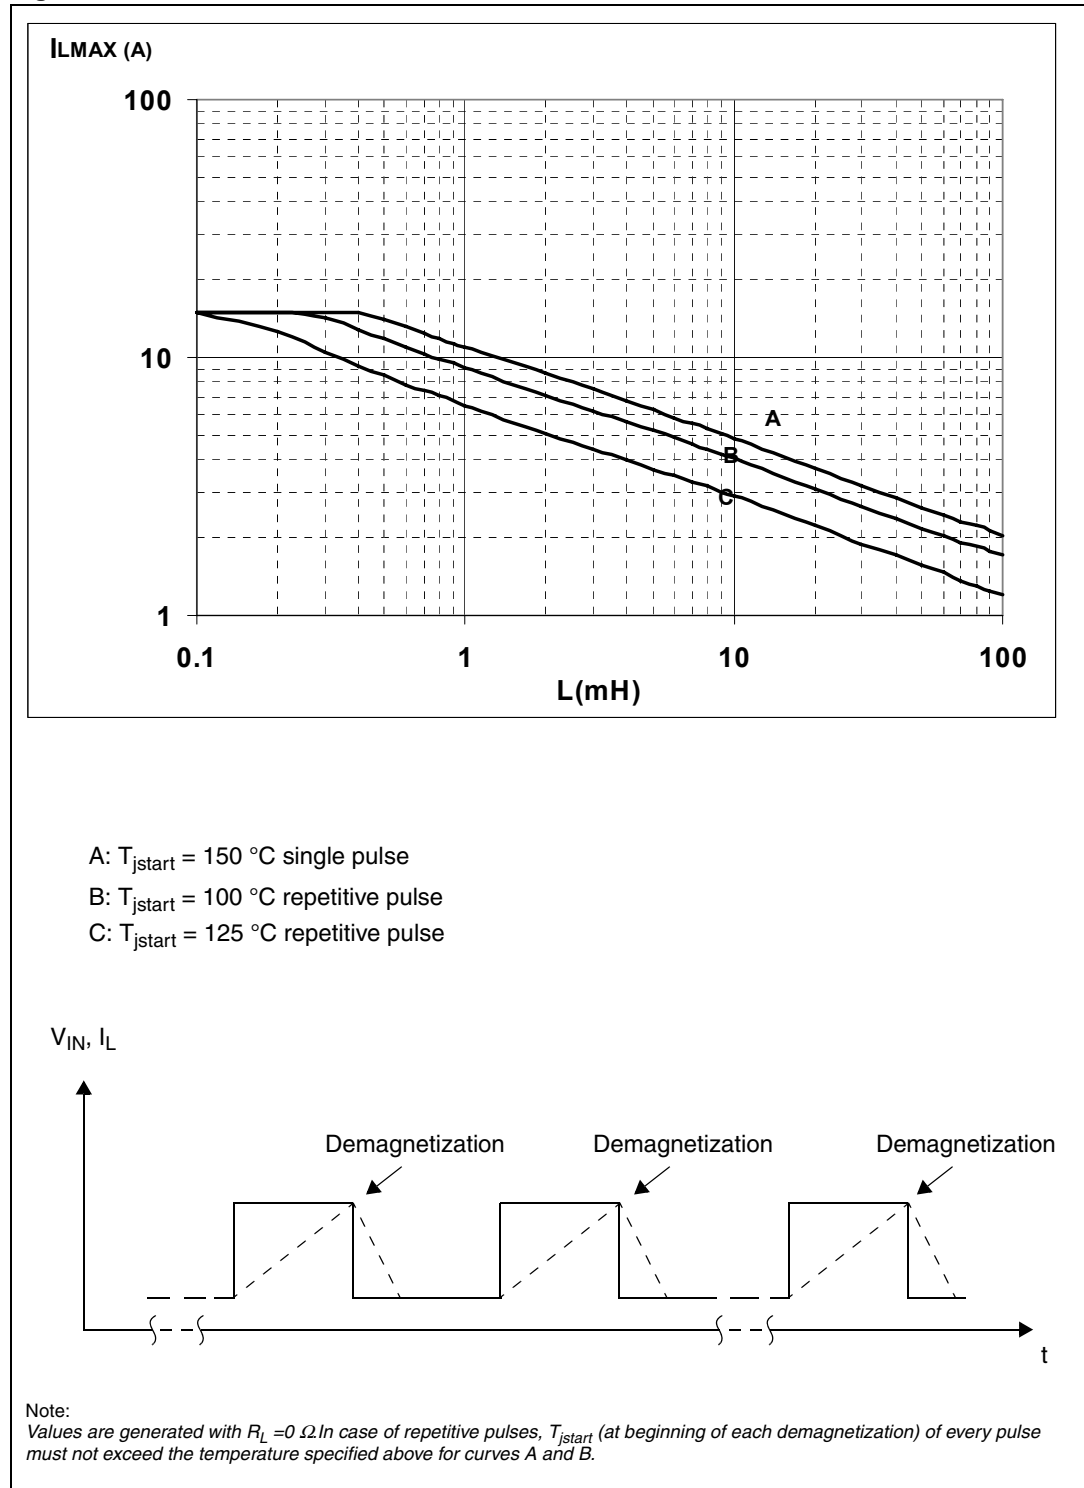 ILMAX (A)
100
10
1
A
B
C
0.1 1 10 100
L(mH)
A: Tjstart = 150 °C single pulse
B: Tjstart = 100 °C repetitive pulse
C: Tjstart = 125 °C repetitive pulse
VIN, IL
Demagnetization Demagnetization Demagnetization
t
Note:
Values are generated with RL =0 Ω In case of repetitive pulses, Tjstart (at beginning of each demagnetization) of every pulse
must not exceed the temperature specified above for curves A and B.